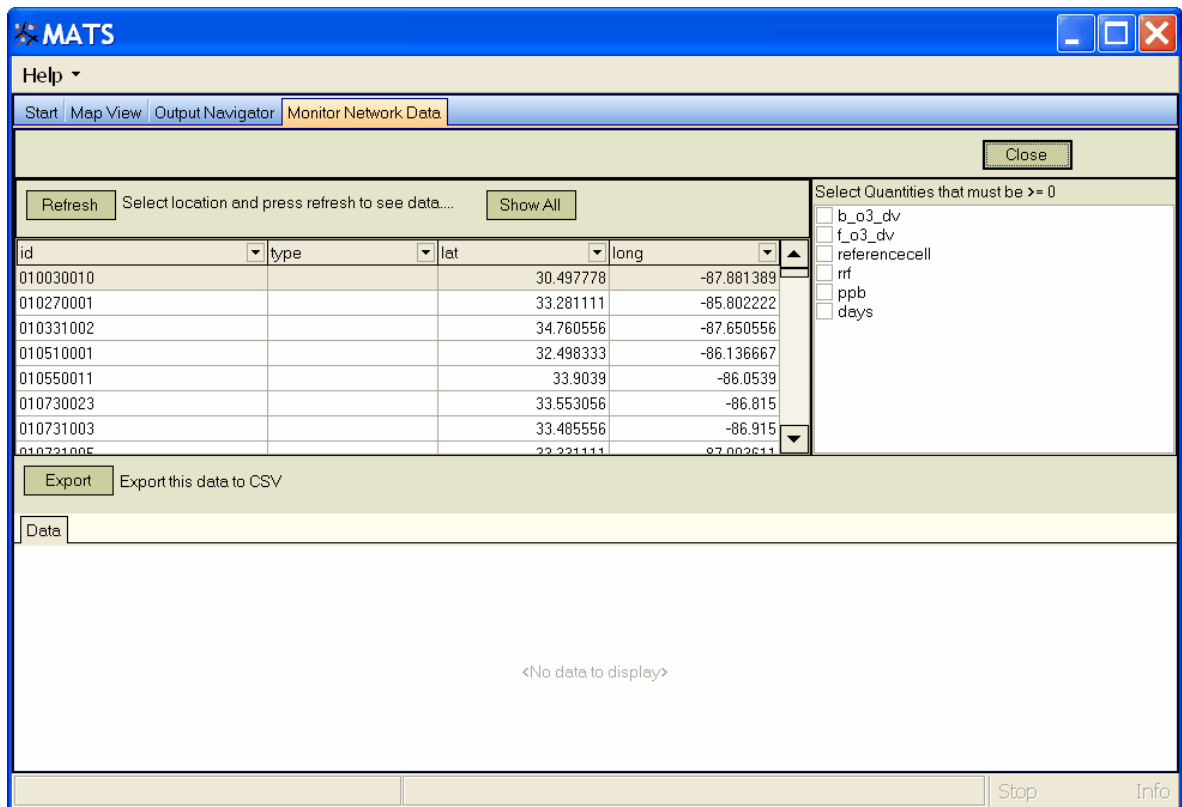 MATS
Help
Start Map View Output Navigator Monitor Network Data
Close
Refresh Select location and press refresh to see data.... Show All
id type lat long
010030010 30.497778 -87.881389
010270001 33.281111 -85.802222
010331002 34.760556 -87.650556
010510001 32.498333 -86.136667
010550011 33.9039 -86.0539
010730023 33.553056 -86.815
010731003 33.485556 -86.915
Select Quantities that must be >= 0
b_o3_dv
f_o3_dv
referencecell
rrf
ppb
days
Export Export this data to CSV
Data
<No data to display>
Stop Info